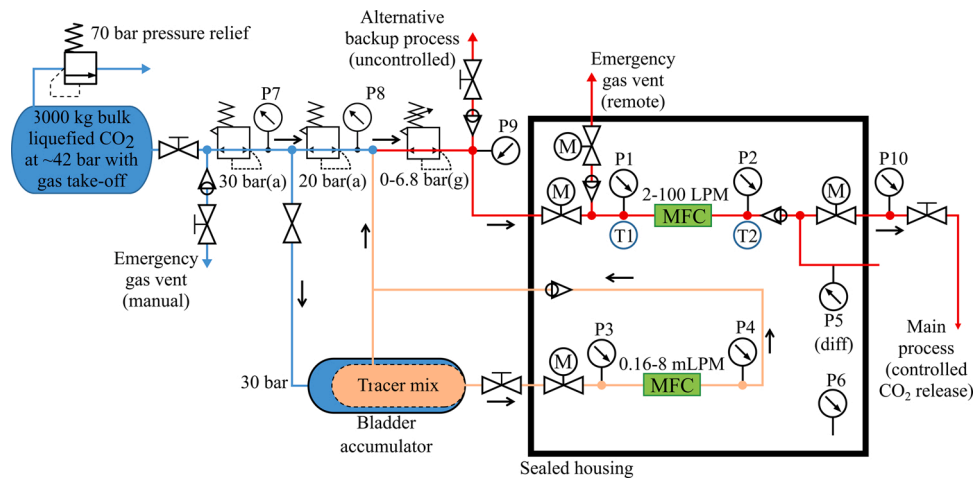 70 bar pressure relief
3000 kg bulk
liquefied CO2
at ~42 bar with
gas take-off
Emergency
gas vent
(manual)
P7
30 bar(a)
P8
20 bar(a)
0-6.8 bar(g)
Alternative
backup process
(uncontrolled)
P9
Emergency
gas vent
(remote)
M
M
P1
2-100 LPM
MFC
T1
P2
T2
M
P10
P5
(diff)
P6
Main
process
(controlled
CO2 release)
30 bar
Tracer mix
Bladder
accumulator
M
P3
0.16-8 mLPM
MFC
P4
Sealed housing